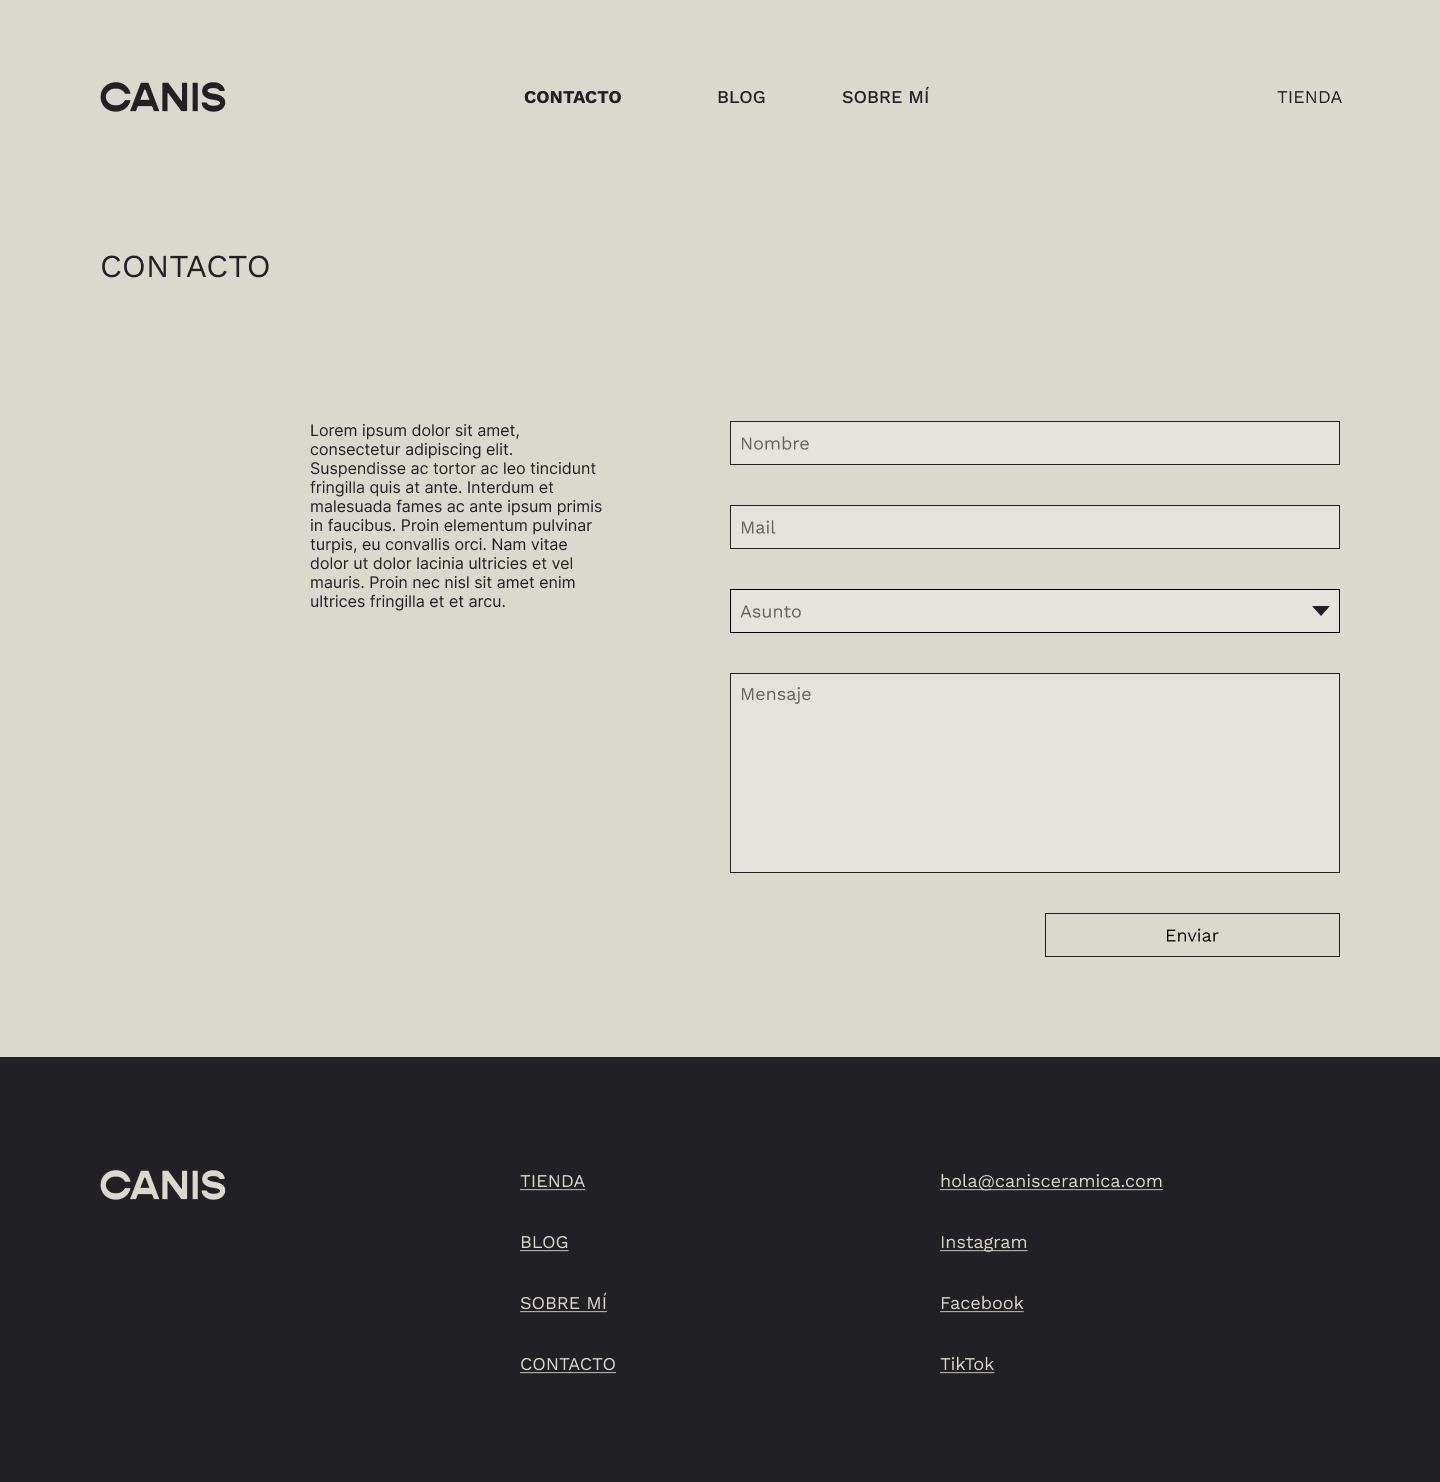 CANIS
CONTACTO
BLOG
SOBRE MÍ
TIENDA
CONTACTO
Lorem ipsum dolor sit amet,
consectetur adipiscing elit.
Suspendisse ac tortor ac leo tincidunt
fringilla quis at ante. Interdum et
malesuada fames ac ante ipsum primis
in faucibus. Proin elementum pulvinar
turpis, eu convallis orci. Nam vitae
dolor ut dolor lacinia ultricies et vel
mauris. Proin nec nisl sit amet enim
ultrices fringilla et et arcu.
Nombre
Mail
Asunto
Mensaje
Enviar
CANIS
TIENDA
BLOG
SOBRE MÍ
CONTACTO
hola@canisceramica.com
Instagram
Facebook
TikTok